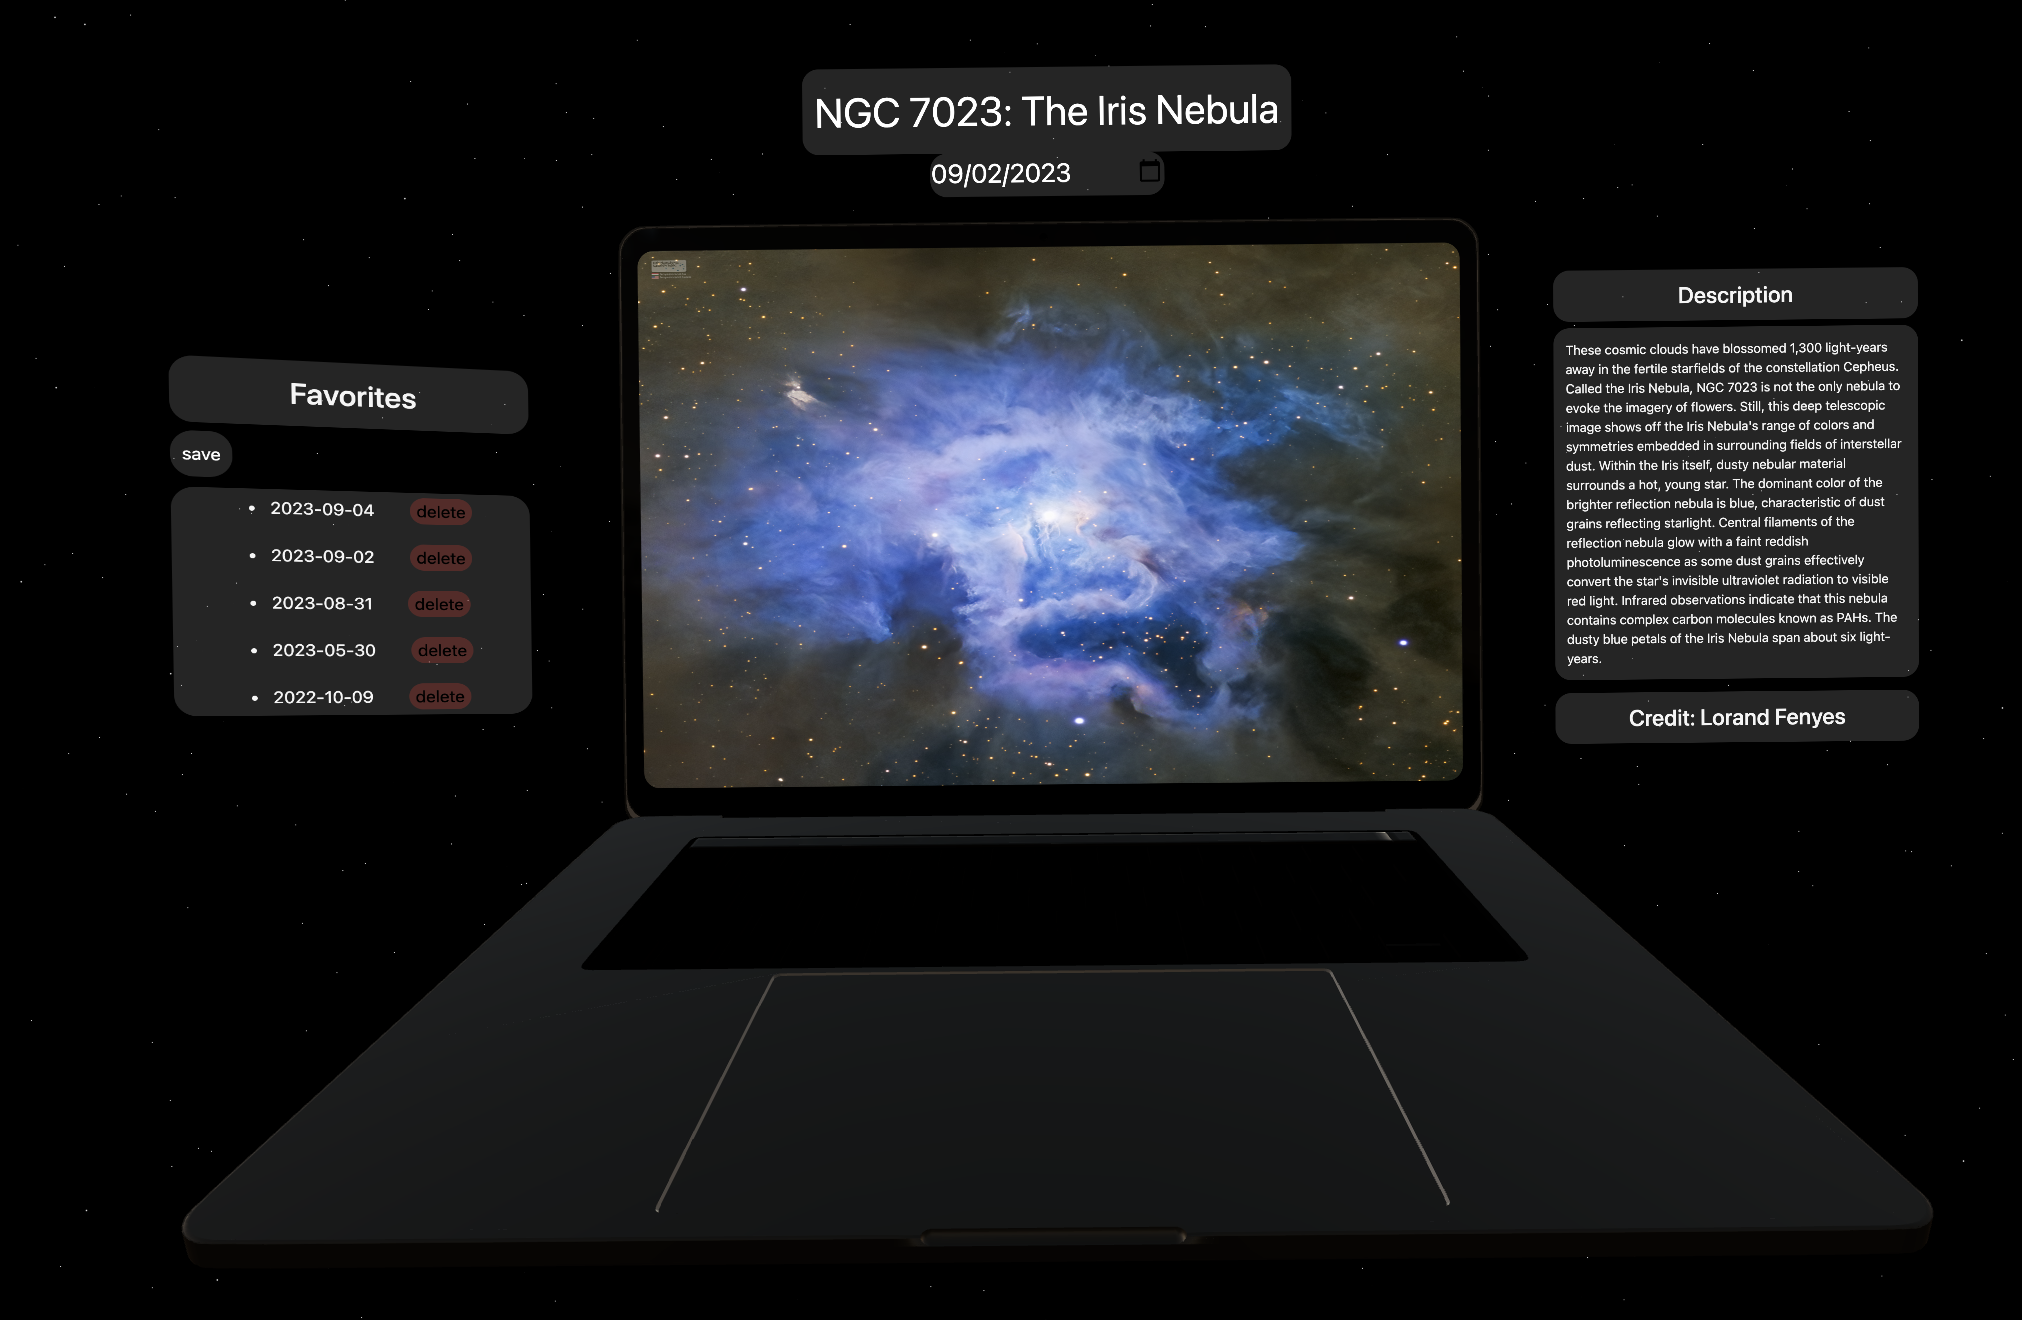 NGC 7023: The Iris Nebula
09/02/2023
Favorites
save
• 2023-09-04 delete
• 2023-09-02 delete
• 2023-08-31 delete
• 2023-05-30 delete
• 2022-10-09 delete
Description
These cosmic clouds have blossomed 1,300 light-years
away in the fertile starfields of the constellation Cepheus.
Called the Iris Nebula, NGC 7023 is not the only nebula to
evoke the imagery of flowers. Still, this deep telescopic
image shows off the Iris Nebula's range of colors and
symmetries embedded in surrounding fields of interstellar
dust. Within the Iris itself, dusty nebular material
surrounds a hot, young star. The dominant color of the
brighter reflection nebula is blue, characteristic of dust
grains reflecting starlight. Central filaments of the
reflection nebula glow with a faint reddish
photoluminescence as some dust grains effectively
convert the star's invisible ultraviolet radiation to visible
red light. Infrared observations indicate that this nebula
contains complex carbon molecules known as PAHs. The
dusty blue petals of the Iris Nebula span about six light-
years.
Credit: Lorand Fenyes